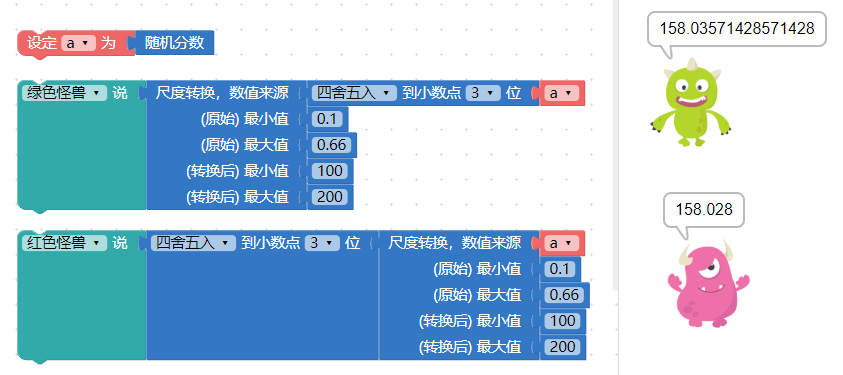 设定 a 为 随机分数
绿色怪兽 说 尺度转换，数值来源 四舍五入 到小数点 3 位 a
(原始) 最小值 0.1
(原始) 最大值 0.66
(转换后) 最小值 100
(转换后) 最大值 200
红色怪兽 说 四舍五入 到小数点 3 位 尺度转换，数值来源 a
(原始) 最小值 0.1
(原始) 最大值 0.66
(转换后) 最小值 100
(转换后) 最大值 200
158.03571428571428
158.028